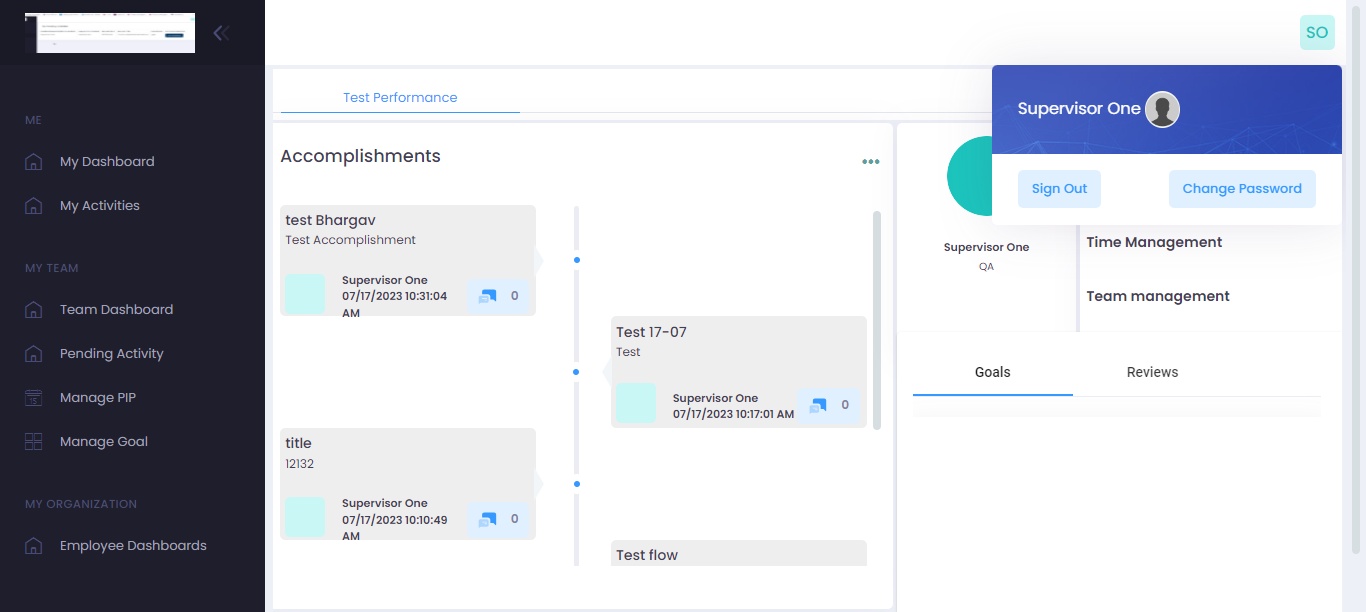 SO
ME
My Dashboard
My Activities
MY TEAM
Team Dashboard
Pending Activity
Manage PIP
15
Manage Goal
MY ORGANIZATION
Employee Dashboards
Test Performance
Accomplishments
test Bhargav
Test Accomplishment
Supervisor One
07/17/2023 10:31:04
AM
0
Test 17-07
Test
Supervisor One
07/17/2023 10:17:01 AM
0
title
12132
Supervisor One
07/17/2023 10:10:49
AM
0
Test flow
Supervisor One
Sign Out
Change Password
Supervisor One
QA
Time Management
Team management
Goals
Reviews